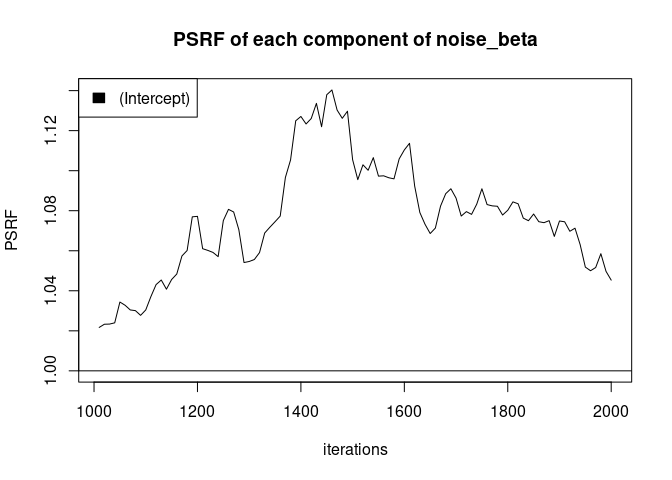 PSRF of each component of noise_beta
(Intercept)
PSRF
1.12
1.08
1.04
1.00
1000 1200 1400 1600 1800 2000
iterations